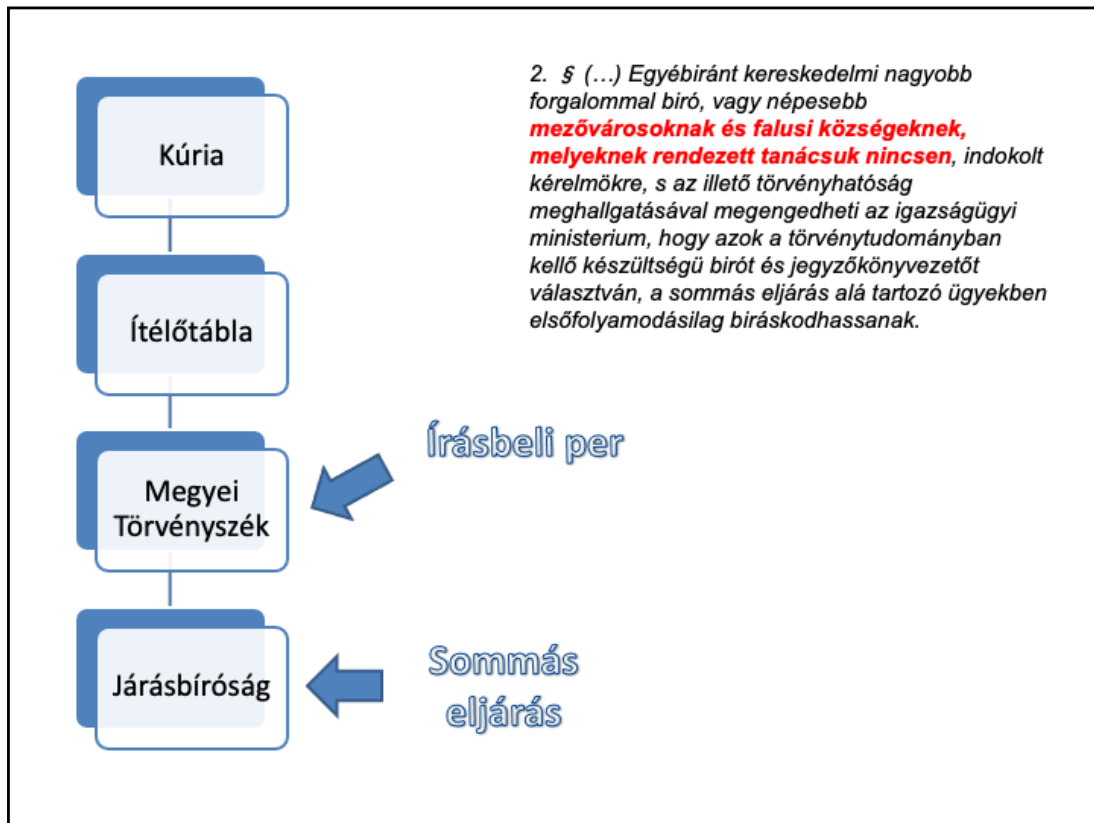 Kúria
Ítélőtábla
Megyei
Törvényszék
Járásbíróság
2. § (...) Egyébiránt kereskedelmi nagyobb
forgalommal biró, vagy népesebb
mezővárosoknak és falusi községeknek,
melyeknek rendezett tanácsuk nincsen, indokolt
kérelmökre, s az illető törvényhatóság
meghallgatásával megengedheti az igazságügyi
ministerium, hogy azok a törvénytudományban
kellő készültségü birót és jegyzőkönyvezetőt
választván, a sommás eljárás alá tartozó ügyekben
elsőfolyamodásilag biráskodhassanak.
Írásbeli per
Sommás
eljárás